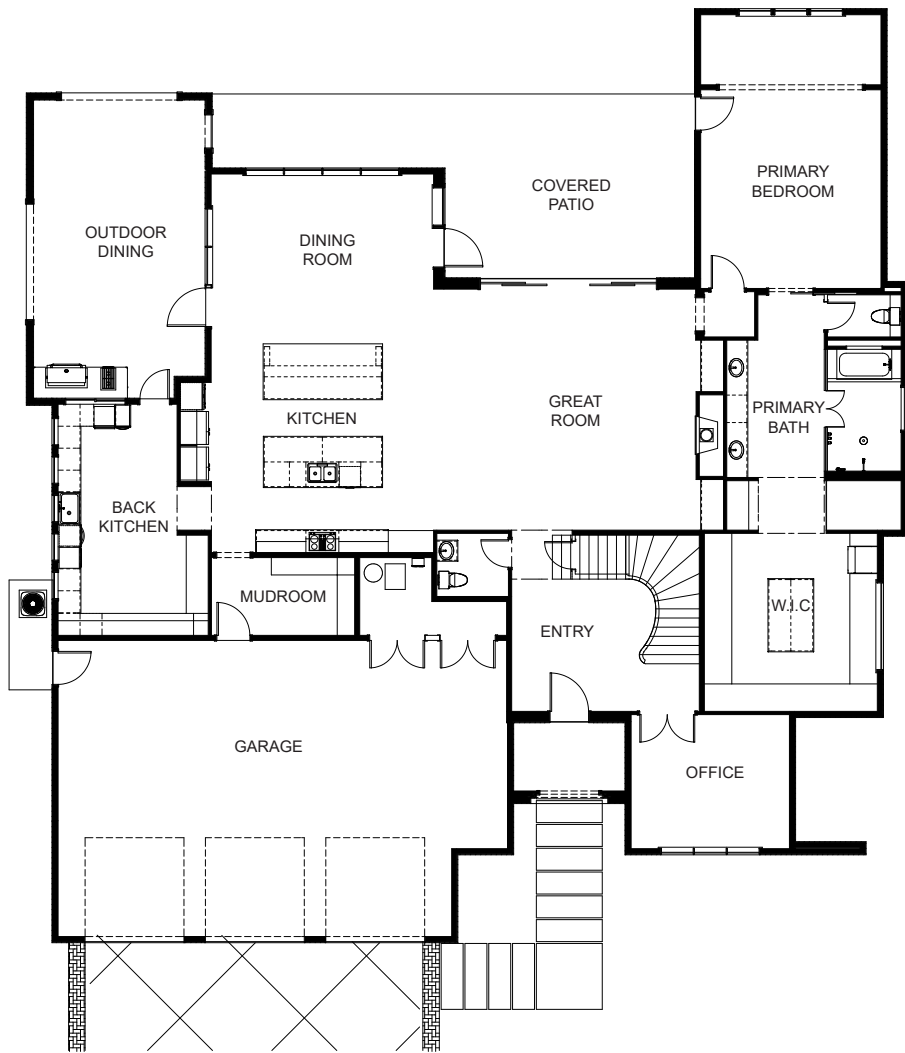 PRIMARY
BEDROOM
COVERED
PATIO
OUTDOOR
DINING
DINING
ROOM
KITCHEN
GREAT
ROOM
PRIMARY
BATH
BACK
KITCHEN
MUDROOM
W.I.C.
ENTRY
GARAGE
OFFICE